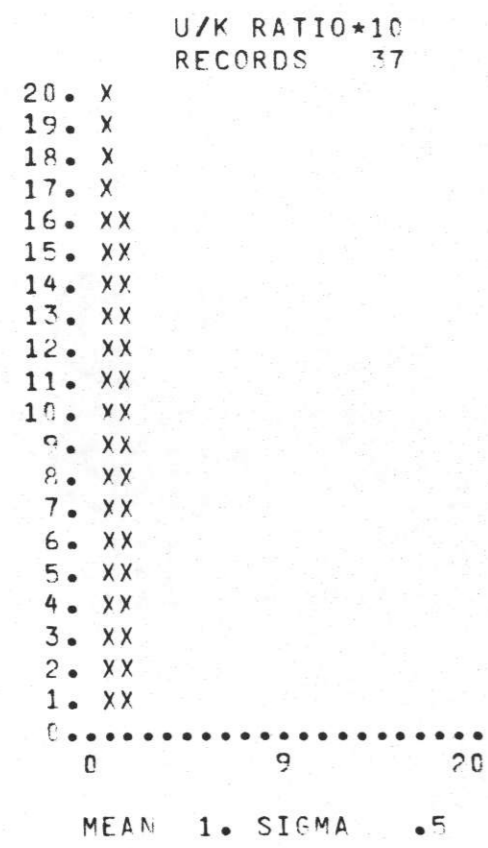 U/K RATIO*10
RECORDS 37
20. X
19. X
18. X
17. X
16. XX
15. XX
14. XX
13. XX
12. XX
11. XX
10. XX
9. XX
8. XX
7. XX
6. XX
5. XX
4. XX
3. XX
2. XX
1. XX
0......................
0 9 20
MEAN 1. SIGMA .5